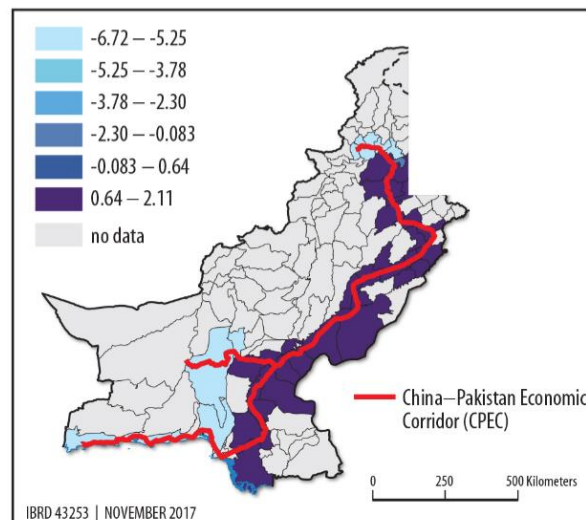 -6.72 – -5.25
-5.25 – -3.78
-3.78 – -2.30
-2.30 – -0.083
-0.083 – 0.64
0.64 – 2.11
no data
China–Pakistan Economic
Corridor (CPEC)
0 250 500 Kilometers
IBRD 43253 | NOVEMBER 2017